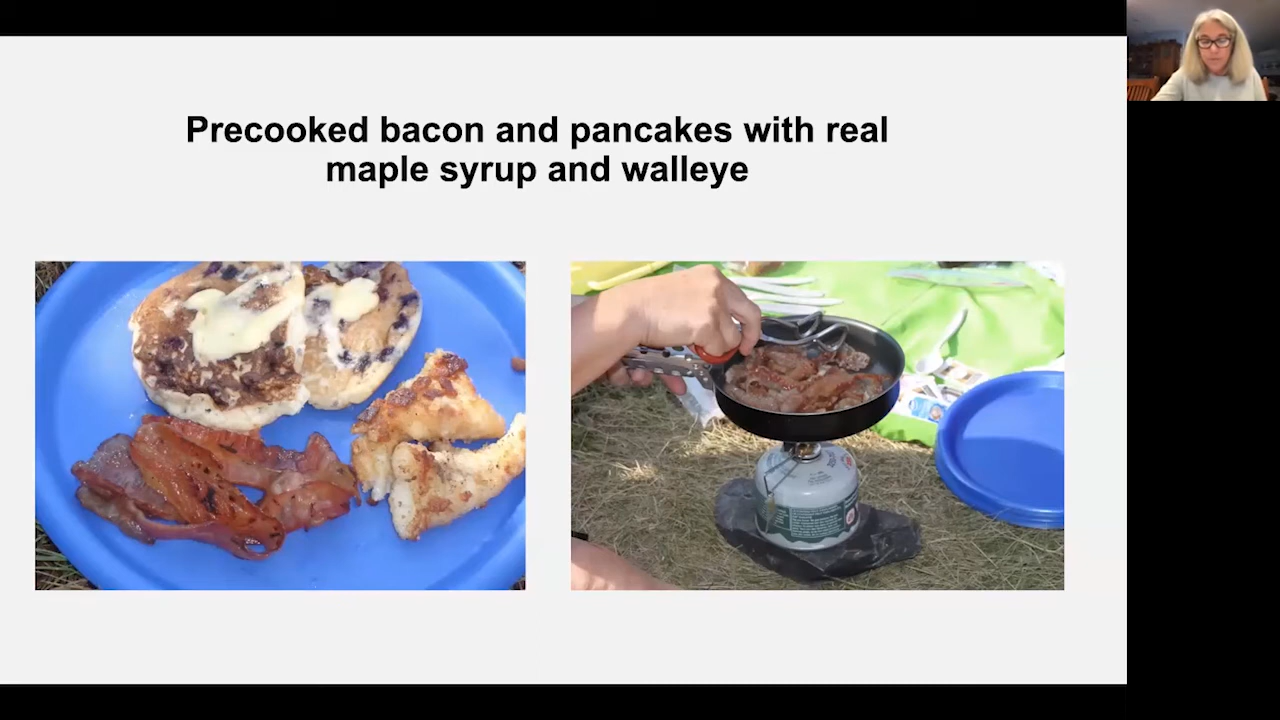 Precooked bacon and pancakes with real
maple syrup and walleye